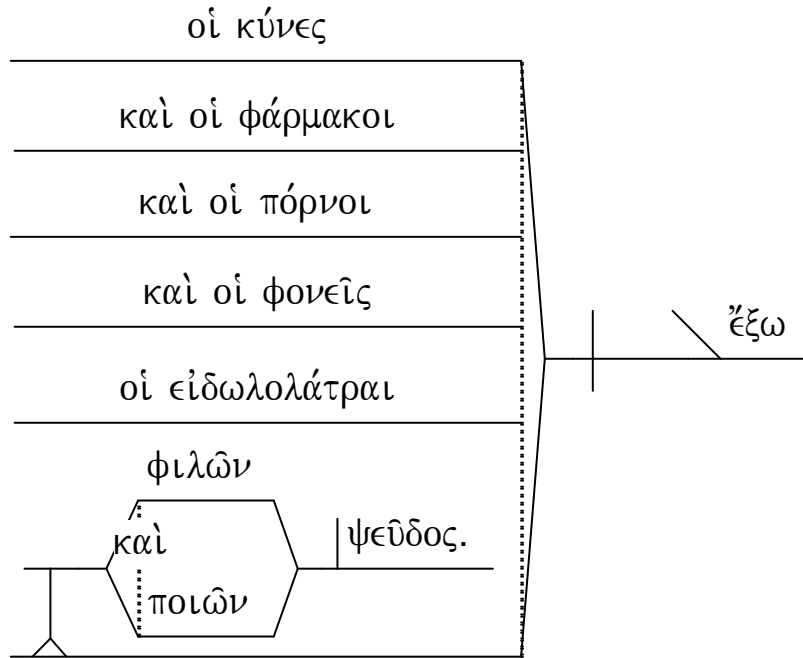 οἱ κύνες
καὶ οἱ φάρμακοι
καὶ οἱ πόρνοι
καὶ οἱ φονεῖς
ἔξω
οἱ εἰδωλολάτραι
φιλῶν
καὶ
ψεῦδος.
ποιῶν